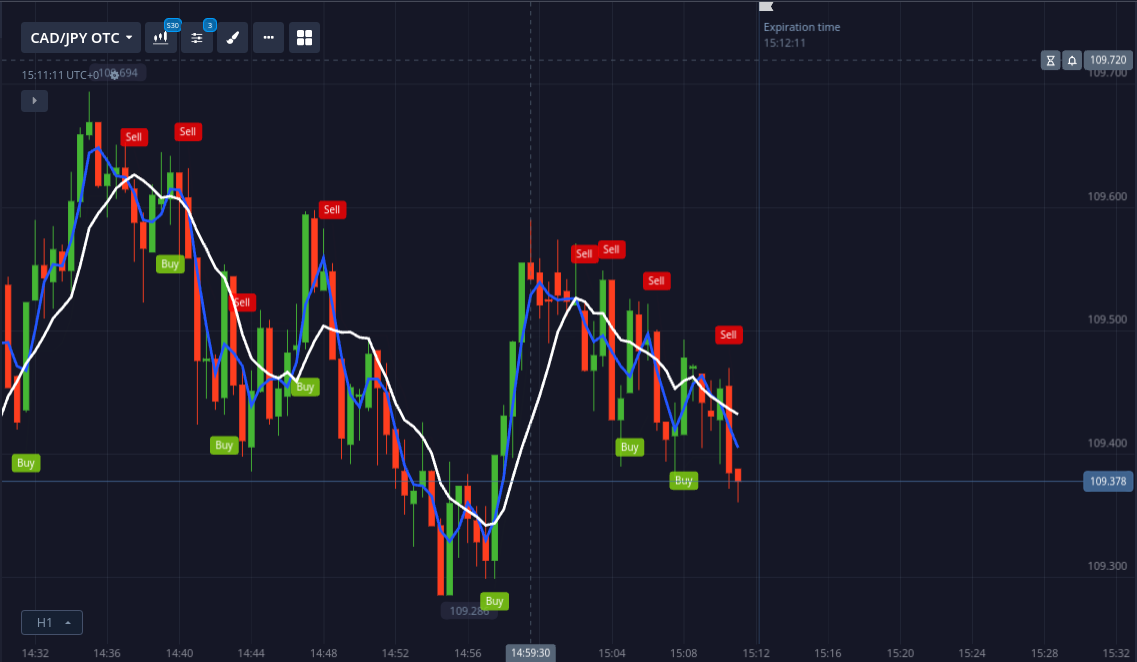 S30
3
CAD/JPY OTC
Expiration time
15:12:11
109.720
109.700
15:11:11 UTC+0
109.694
Sell
Sell
109.600
Sell
Sell
Sell
Buy
Sell
Sell
109.500
Sell
Buy
109.400
Buy
Buy
Buy
Buy
109.378
109.300
Buy
109.286
H1
14:32
14:36
14:40
14:44
14:48
14:52
14:56
14:59:30
15:04
15:08
15:12
15:16
15:20
15:24
15:28
15:32